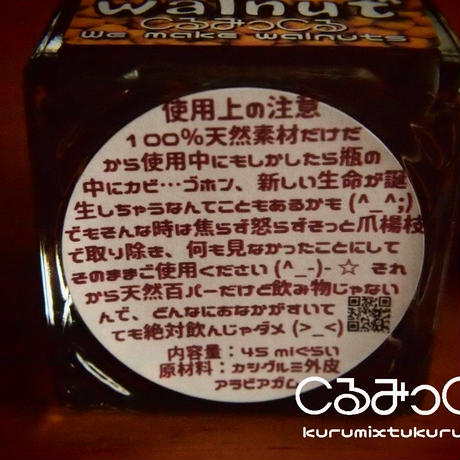 walnut
くるみつくる
We make walnuts
使用上の注意
100%天然素材だけだ
から使用中にもしかしたら瓶の
中にカビ…ゴホン、新しい生命が誕
生しちゃうなんてこともあるかも(^_^;)
でもそんな時は焦らず怒らずそっと爪楊枝
で取り除き、何も見なかったことにして
そのままご使用ください(^_-)-☆ それ
から天然百パーだけど飲み物じゃない
んで、どんなにおなかがすいてい
ても絶対飲んじゃダメ(>_<)
内容量:45mlぐらい
原材料:カシグルミ外皮
アラビアガム
くるみつく
kurumixtukuru